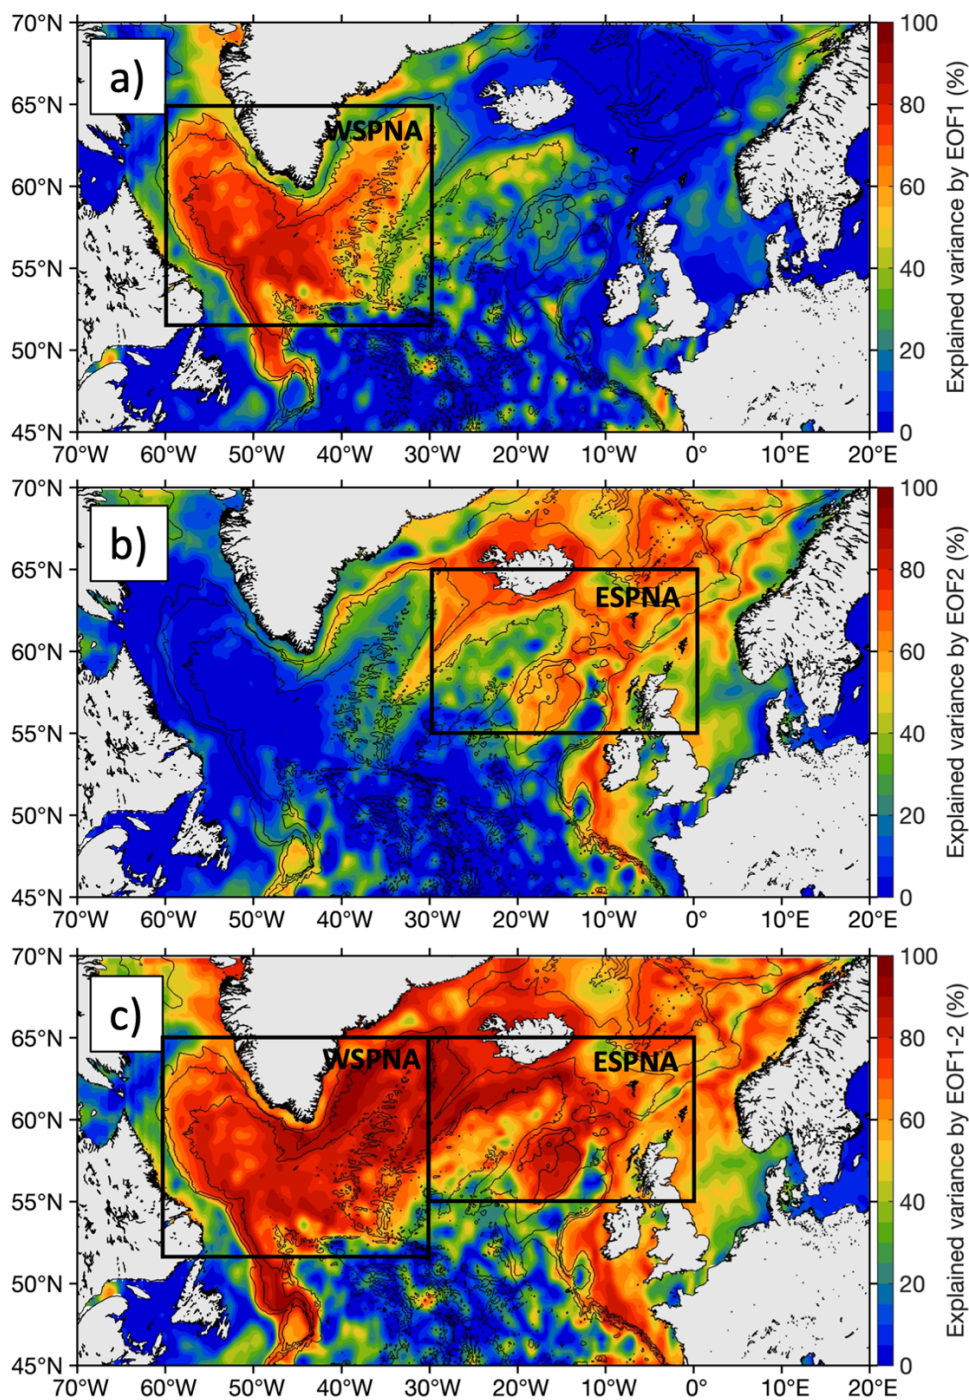 a)
WSPNA
70°N
65°N
60°N
55°N
50°N
45°N
70°W 60°W 50°W 40°W 30°W 20°W 10°W 0° 10°E 20°E
100
80
60
40
20
0
Explained variance by EOF1 (%)
b)
ESPNA
70°N
65°N
60°N
55°N
50°N
45°N
70°W 60°W 50°W 40°W 30°W 20°W 10°W 0° 10°E 20°E
100
80
60
40
20
0
Explained variance by EOF2 (%)
c)
WSPNA
ESPNA
70°N
65°N
60°N
55°N
50°N
45°N
70°W 60°W 50°W 40°W 30°W 20°W 10°W 0° 10°E 20°E
100
80
60
40
20
0
Explained variance by EOF1-2 (%)